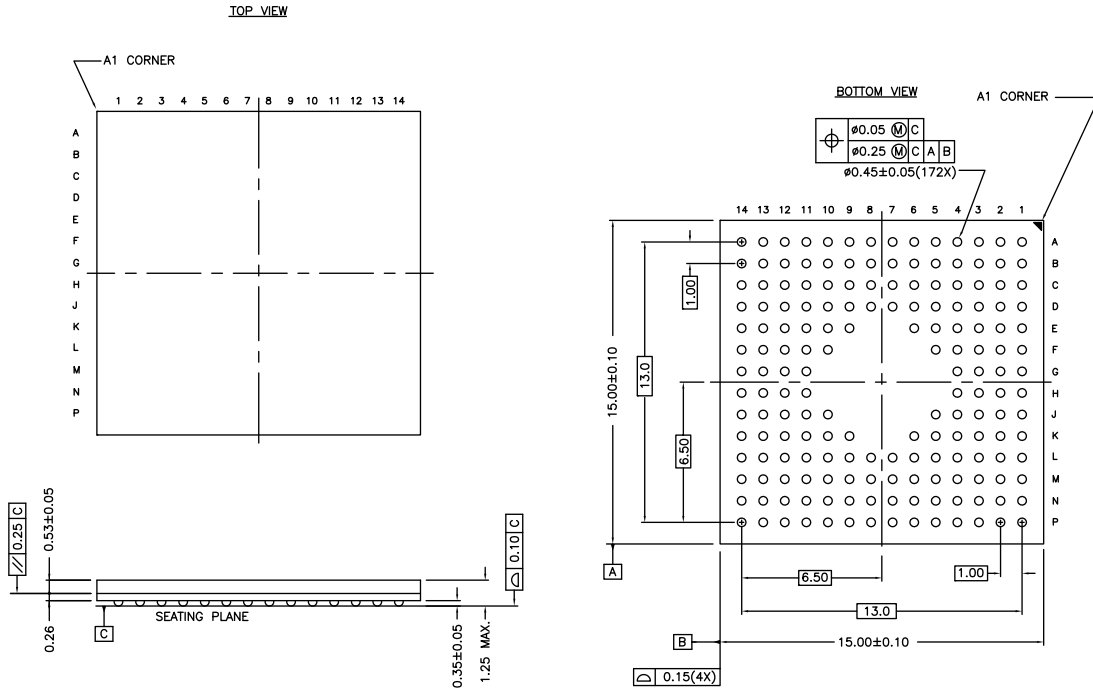 TOP VIEW
A1 CORNER
1 2 3 4 5 6 7 8 9 10 11 12 13 14
A
B
C
D
E
F
G
H
J
K
L
M
N
P
0.25 C
0.53±0.05
0.26
C
SEATING PLANE
0.35±0.05
1.25 MAX.
0.10 C
BOTTOM VIEW
A1 CORNER
ø0.05 Ⓜ C
ø0.25 Ⓜ C A B
ø0.45±0.05(172X)
14 13 12 11 10 9 8 7 6 5 4 3 2 1
A
B
C
D
E
F
G
H
J
K
L
M
N
P
1.00
13.0
15.00±0.10
6.50
A
6.50
1.00
13.0
B
15.00±0.10
0.15(4X)